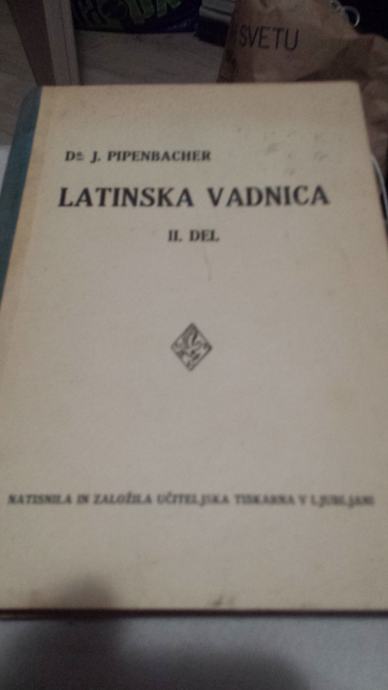 SVETU
Dr. J. PIPENBACHER
LATINSKA VADNICA
II. DEL
NATISNILA IN ZALOŽILA UČITELJSKA TISKARNA V LJUBLJANI